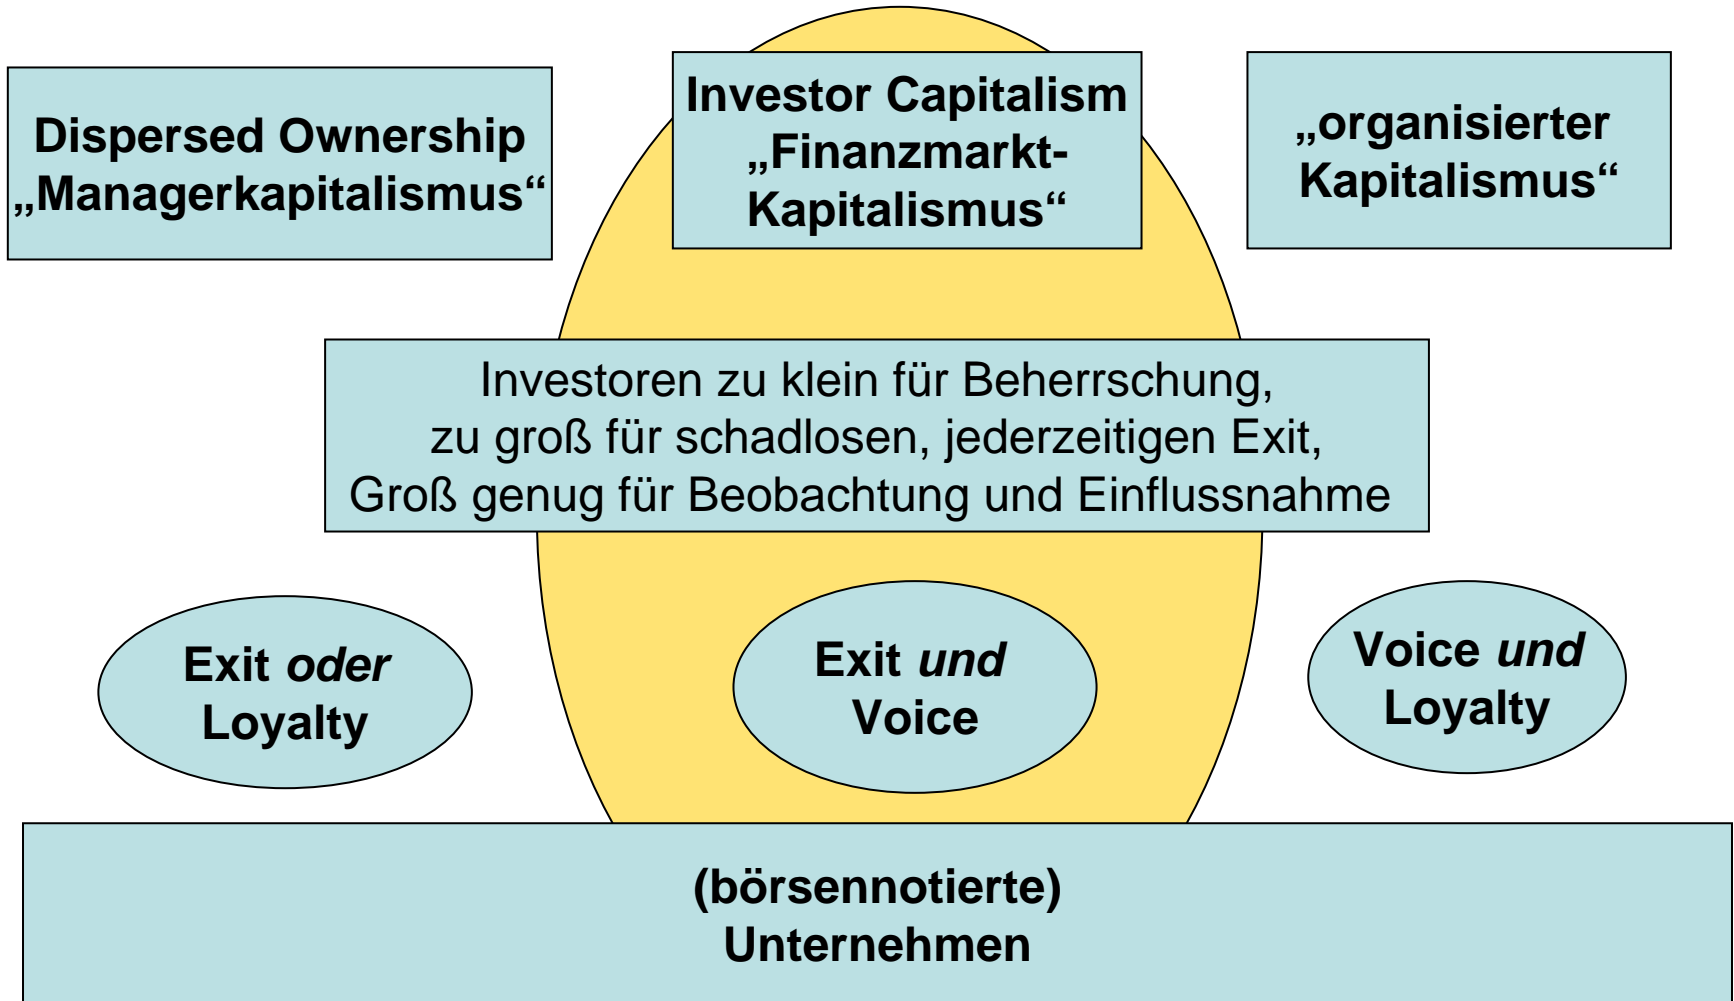 Dispersed Ownership
„Managerkapitalismus“
Investor Capitalism
„Finanzmarkt-
Kapitalismus“
„organisierter
Kapitalismus“
Investoren zu klein für Beherrschung,
zu groß für schadlosen, jederzeitigen Exit,
Groß genug für Beobachtung und Einflussnahme
Exit oder
Loyalty
Exit und
Voice
Voice und
Loyalty
(börsennotierte)
Unternehmen